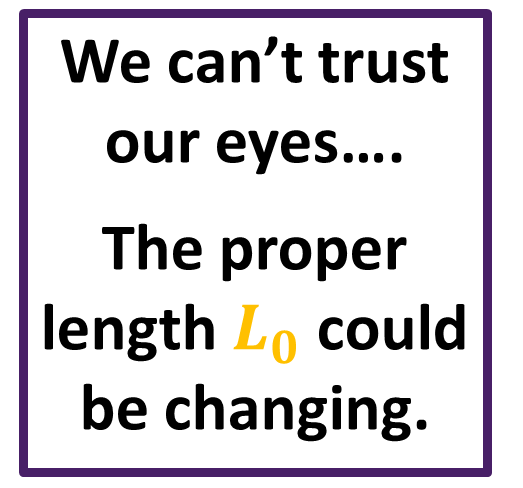 We can’t trust
our eyes….
The proper
length L₀ could
be changing.